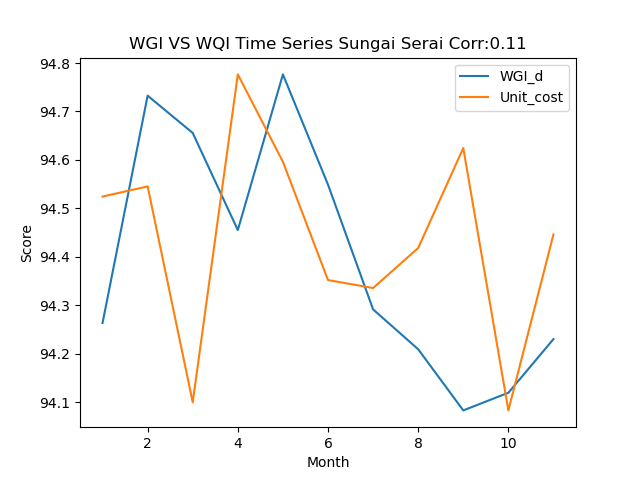 WGI VS WQI Time Series Sungai Serai Corr:0.11
WGI_d
Unit_cost
Score
94.8
94.7
94.6
94.5
94.4
94.3
94.2
94.1
2 4 6 8 10
Month